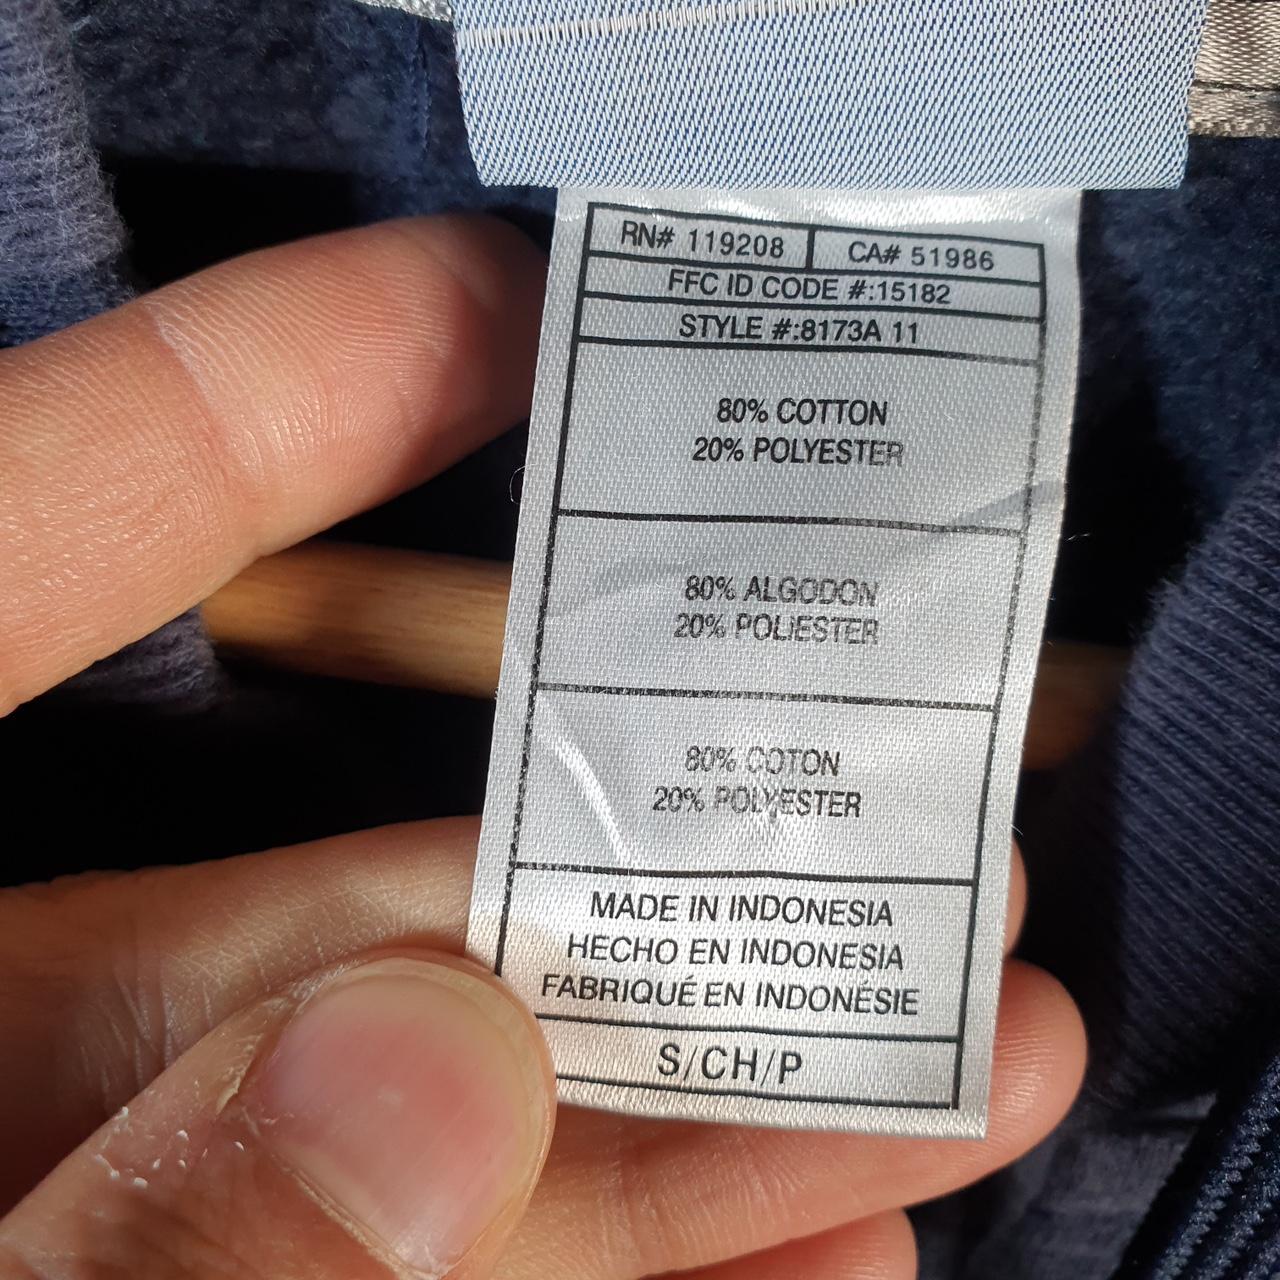 RN# 119208 CA# 51986
FFC ID CODE #:15182
STYLE #:8173A 11
80% COTTON
20% POLYESTER
80% ALGODON
20% POLIESTER
80% COTON
20% POLYESTER
MADE IN INDONESIA
HECHO EN INDONESIA
FABRIQUÉ EN INDONÉSIE
S/CH/P